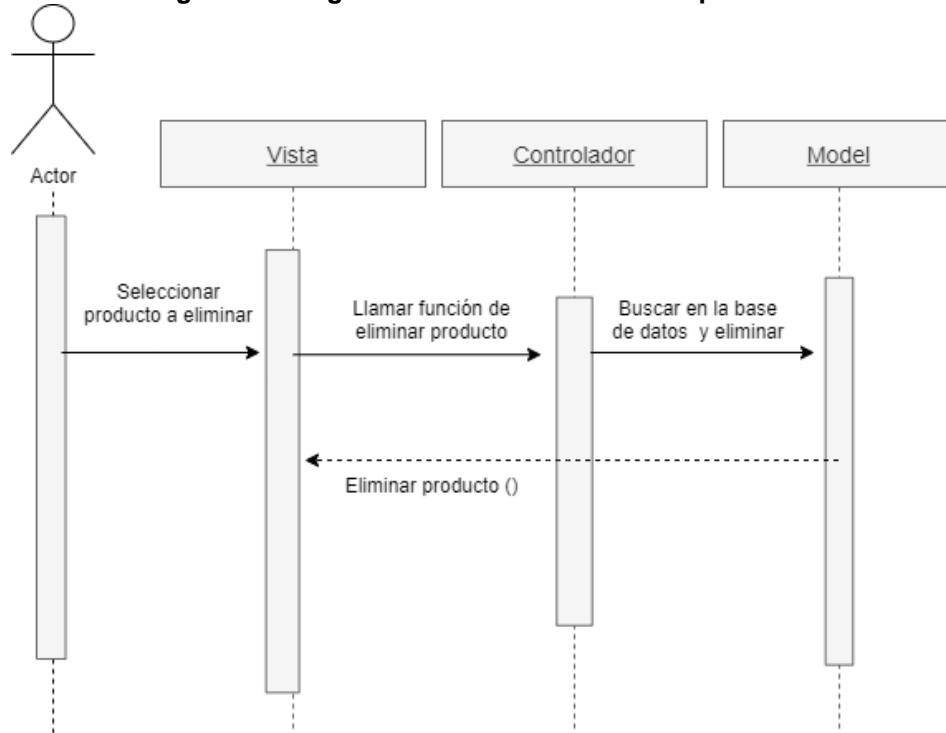 Actor
Vista
Controlador
Model
Seleccionar
producto a eliminar
Llamar función de
eliminar producto
Buscar en la base
de datos y eliminar
Eliminar producto ()